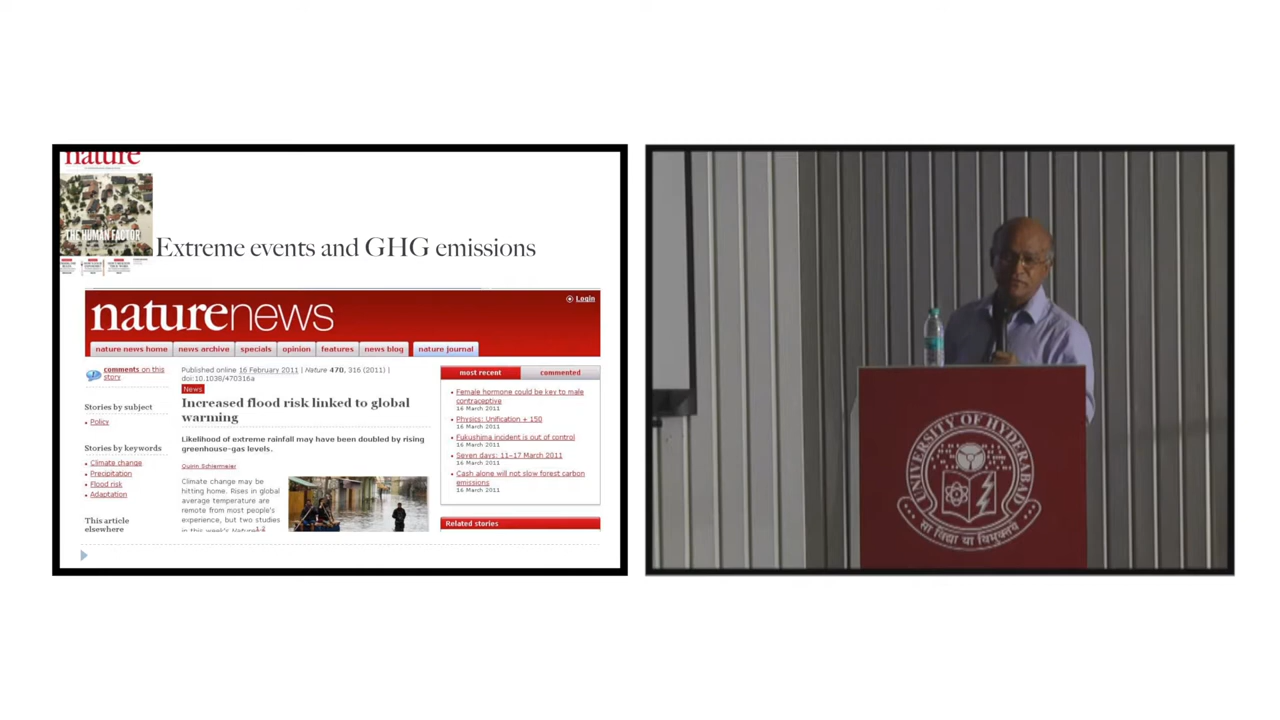 nature
THE HUMAN FACTOR
Extreme events and GHG emissions
naturenews
Login
nature news home
news archive
specials
opinion
features
news blog
nature journal
comments on this
story
Stories by subject
Policy
Stories by keywords
Climate change
Precipitation
Flood risk
Adaptation
This article
elsewhere
Published online 16 February 2011 | Nature 470, 316 (2011) |
doi:10.1038/470316a
News
Increased flood risk linked to global
warming
Likelihood of extreme rainfall may have been doubled by rising
greenhouse-gas levels.
Quirin Schiermeier
Climate change may be
hitting home. Rises in global
average temperature are
remote from most people's
experience, but two studies
in this week's Nature1,2
most recent
commented
Female hormone could be key to male
contraceptive
16 March 2011
Physics: Unification + 150
16 March 2011
Fukushima incident is out of control
16 March 2011
Seven days: 11–17 March 2011
16 March 2011
Cash alone will not slow forest carbon
emissions
16 March 2011
Related stories
UNIVERSITY OF HYDERABAD
सा विद्या या विमुक्तये